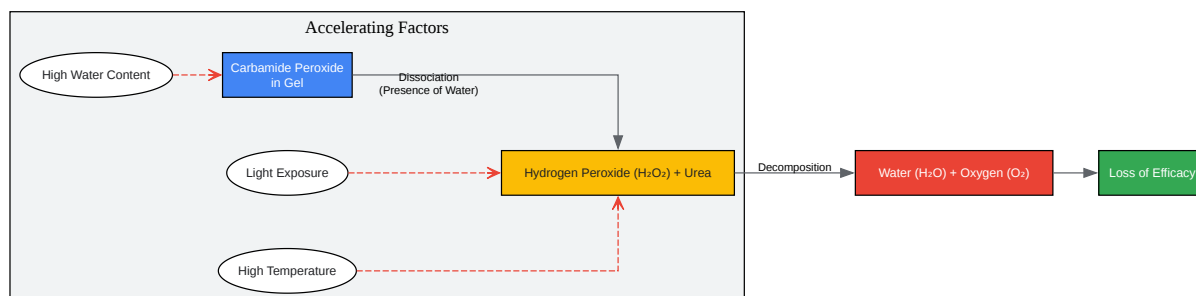 Accelerating Factors
High Water Content
Carbamide Peroxide
in Gel
Dissociation
(Presence of Water)
Light Exposure
Hydrogen Peroxide (H₂O₂) + Urea
Decomposition
Water (H₂O) + Oxygen (O₂)
Loss of Efficacy
High Temperature